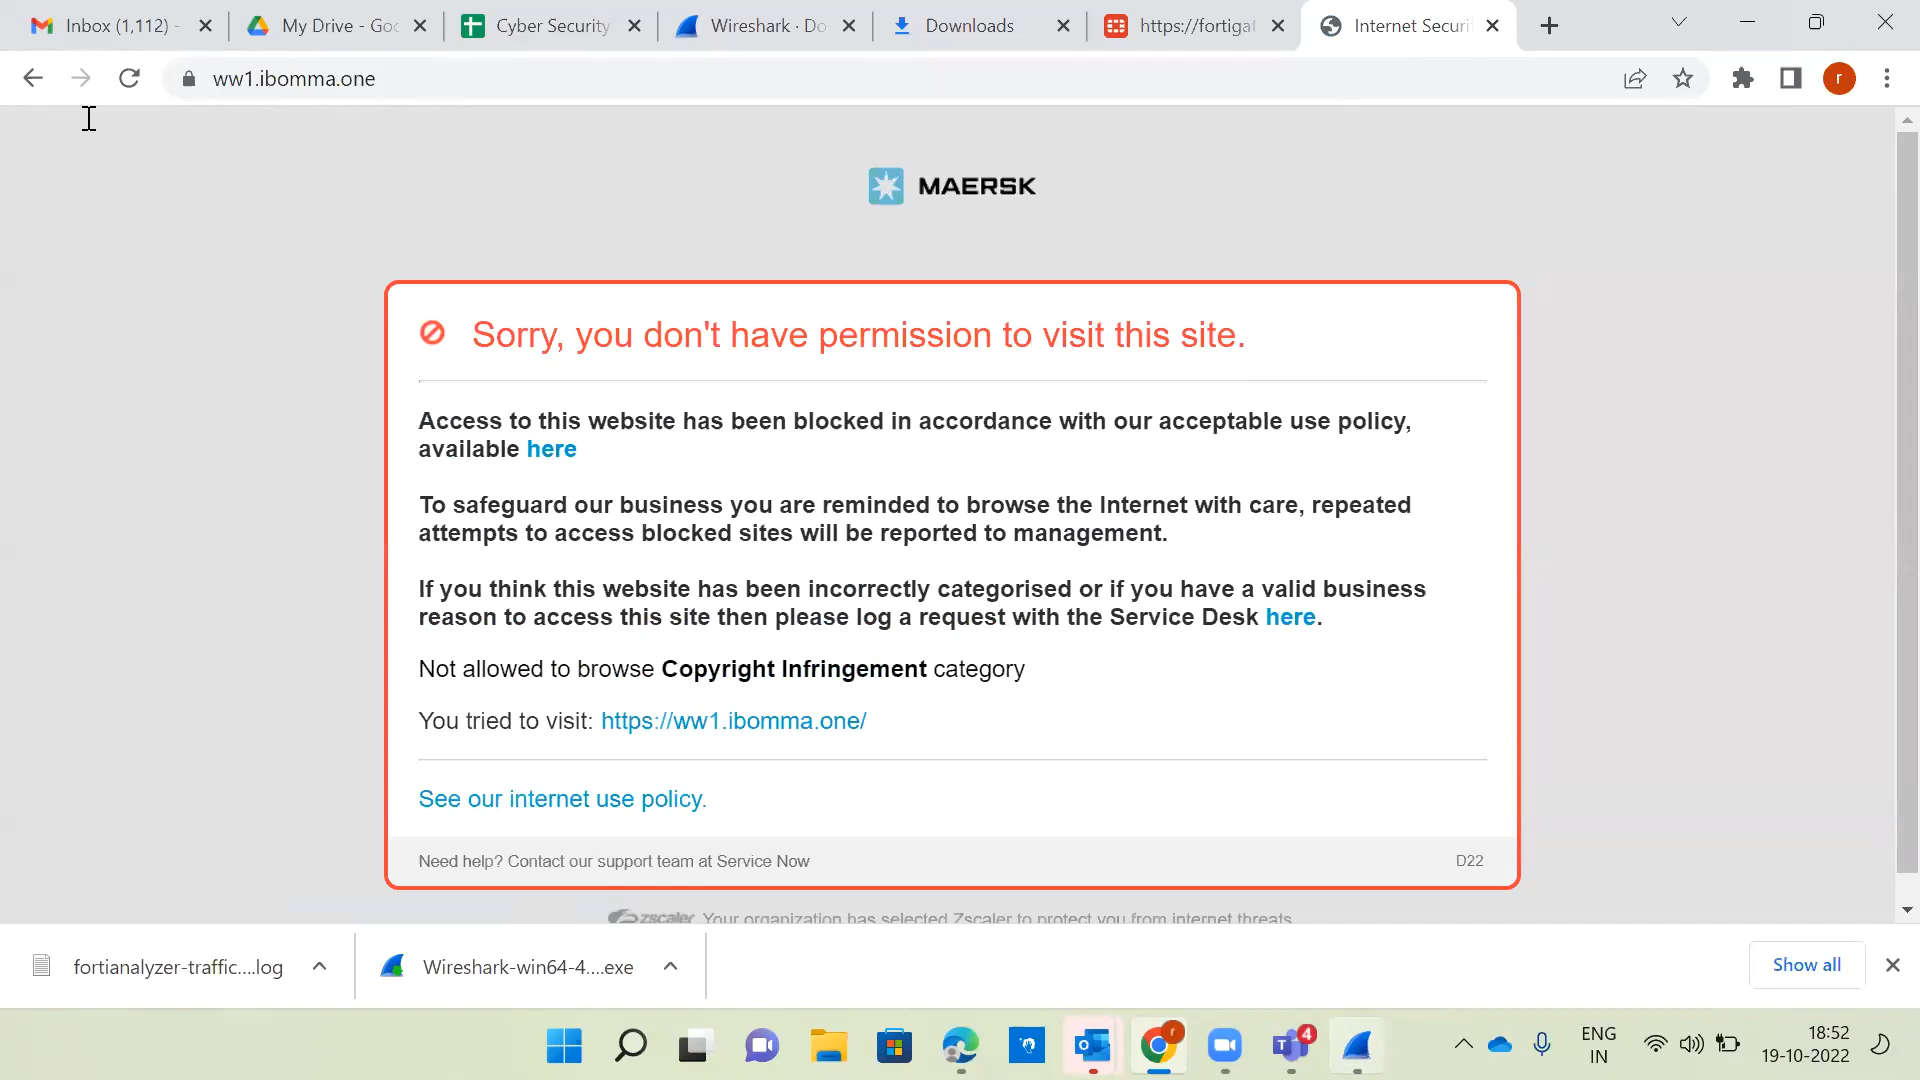 Inbox (1,112) -
My Drive - Goo
Cyber Security
Wireshark · Do
Downloads
https://fortigat
Internet Securi
ww1.ibomma.one
r
MAERSK
Sorry, you don't have permission to visit this site.
Access to this website has been blocked in accordance with our acceptable use policy,
available here
To safeguard our business you are reminded to browse the Internet with care, repeated
attempts to access blocked sites will be reported to management.
If you think this website has been incorrectly categorised or if you have a valid business
reason to access this site then please log a request with the Service Desk here.
Not allowed to browse Copyright Infringement category
You tried to visit: https://ww1.ibomma.one/
See our internet use policy.
Need help? Contact our support team at Service Now
D22
zscaler Your organization has selected Zscaler to protect you from internet threats
fortianalyzer-traffic....log
Wireshark-win64-4....exe
Show all
r
4
ENG
IN
18:52
19-10-2022